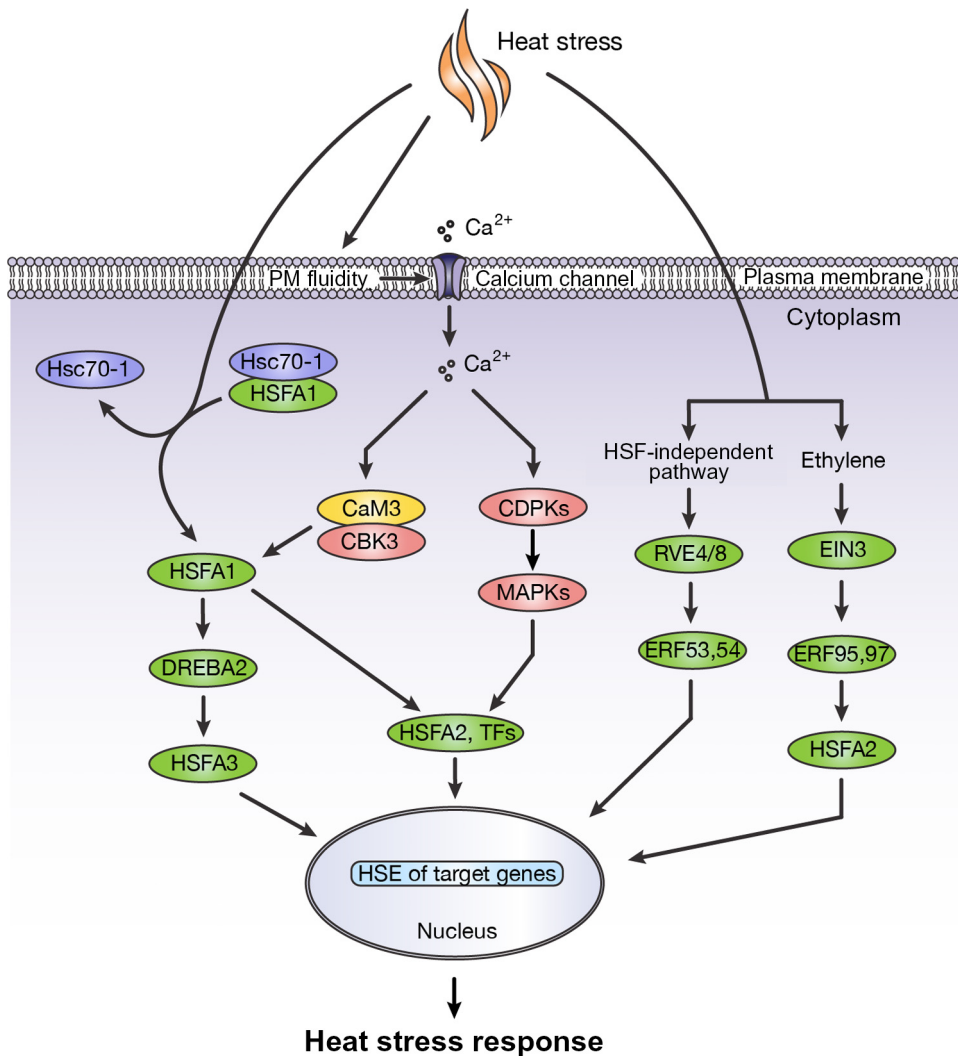 Heat stress
Ca2+
PM fluidity
Calcium channel
Plasma membrane
Cytoplasm
Ca2+
Hsc70-1
Hsc70-1
HSFA1
HSF-independent
pathway
Ethylene
CaM3
CBK3
CDPKs
RVE4/8
EIN3
HSFA1
MAPKs
DREBA2
ERF53,54
ERF95,97
HSFA2, TFs
HSFA3
HSFA2
HSE of target genes
Nucleus
Heat stress response